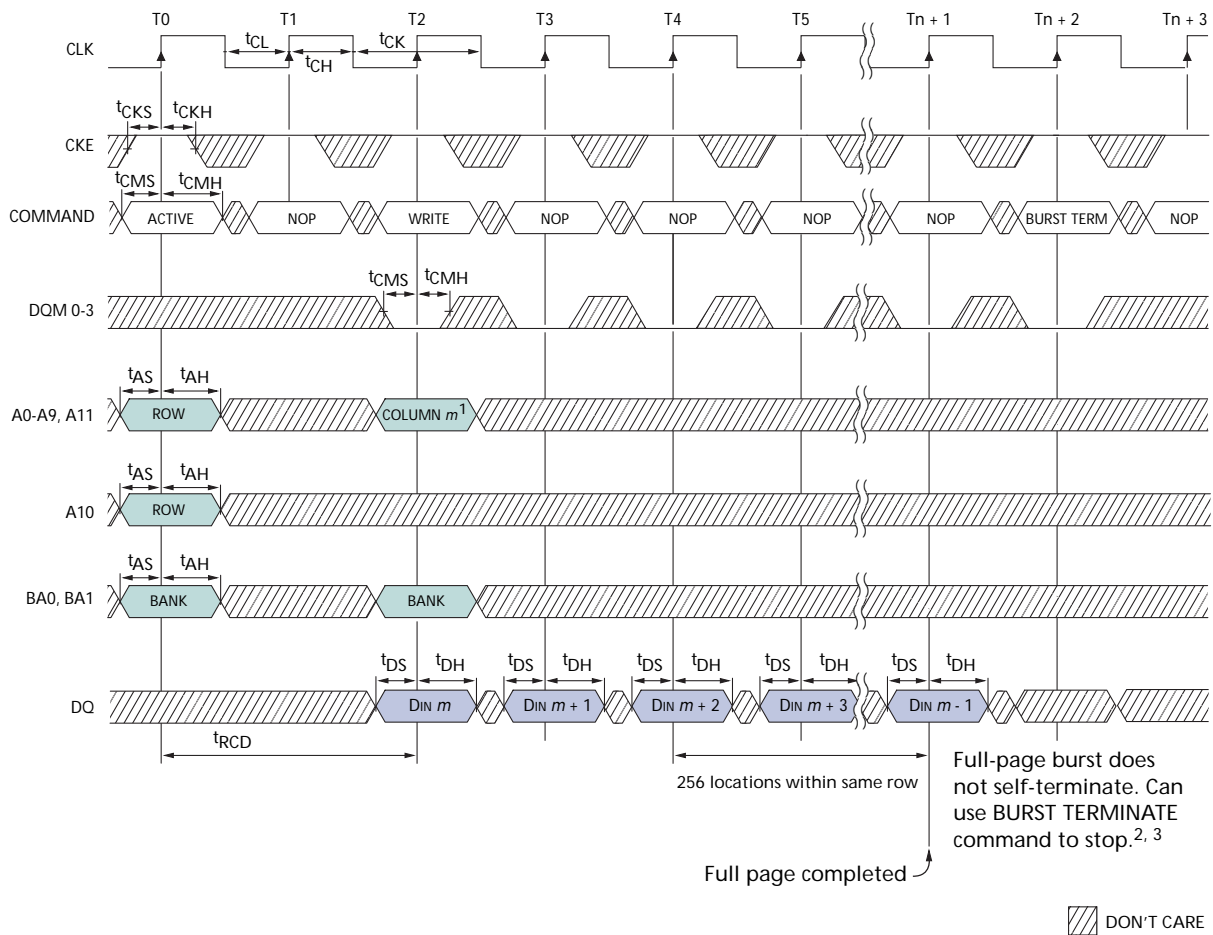 T0 T1 T2 T3 T4 T5 Tn + 1 Tn + 2 Tn + 3
CLK
tCL
tCH
tCK
tCKS tCKH
CKE
tCMS tCMH
COMMAND ACTIVE NOP WRITE NOP NOP NOP NOP BURST TERM NOP
tCMS tCMH
DQM 0-3
tAS tAH
A0-A9, A11 ROW COLUMN m1
tAS tAH
A10 ROW
tAS tAH
BA0, BA1 BANK BANK
tDS tDH tDS tDH tDS tDH tDS tDH tDS tDH
DQ DIN m DIN m + 1 DIN m + 2 DIN m + 3 DIN m - 1
tRCD
256 locations within same row
Full-page burst does
not self-terminate. Can
use BURST TERMINATE
command to stop.2, 3
Full page completed
DON'T CARE